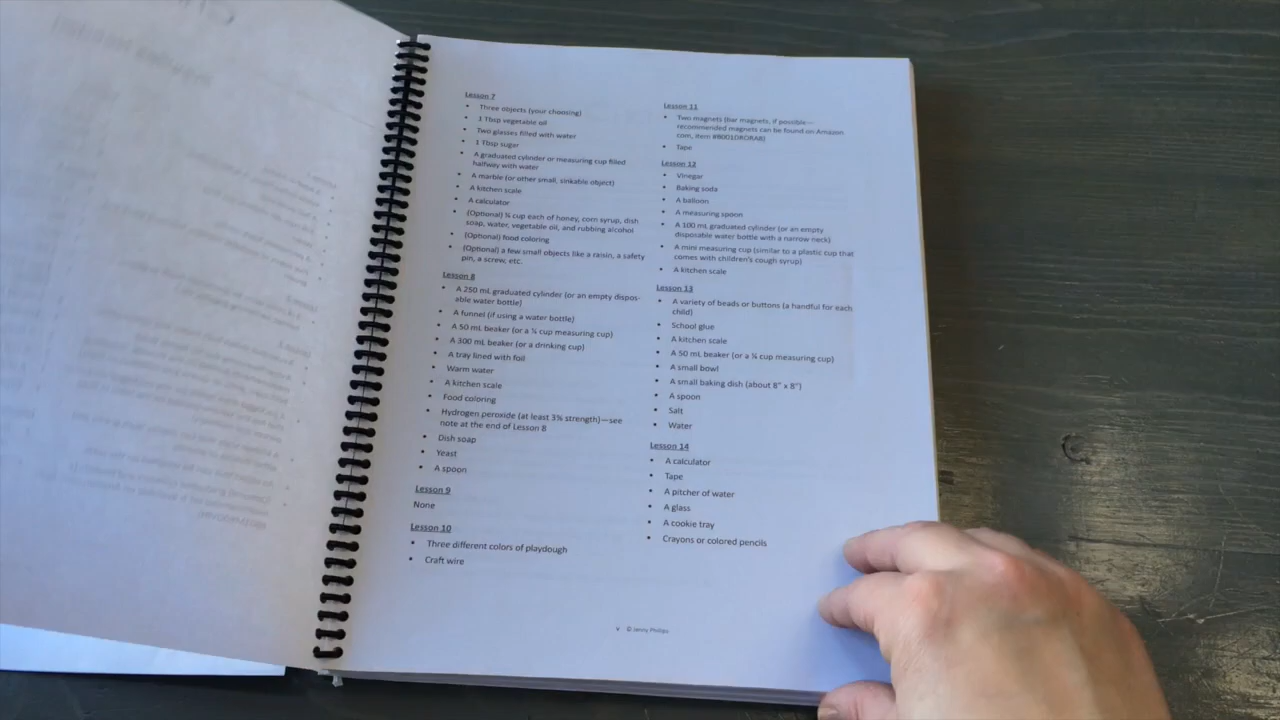 Lesson 7
• Three objects (your choosing)
• 1 Tbsp vegetable oil
• Two glasses filled with water
• 1 Tbsp sugar
• A graduated cylinder or measuring cup filled
halfway with water
• A marble (or other small, sinkable object)
• A kitchen scale
• A calculator
• (Optional) ¼ cup each of honey, corn syrup, dish
soap, water, vegetable oil, and rubbing alcohol
• (Optional) food coloring
• (Optional) a few small objects like a raisin, a safety
pin, a screw, etc.
Lesson 8
• A 250 mL graduated cylinder (or an empty dispos-
able water bottle)
• A funnel (if using a water bottle)
• A 50 mL beaker (or a ¼ cup measuring cup)
• A 300 mL beaker (or a drinking cup)
• A tray lined with foil
• Warm water
• A kitchen scale
• Food coloring
• Hydrogen peroxide (at least 3% strength)—see
note at the end of Lesson 8
• Dish soap
• Yeast
• A spoon
Lesson 9
None
Lesson 10
• Three different colors of playdough
• Craft wire
Lesson 11
• Two magnets (bar magnets, if possible—
recommended magnets can be found on Amazon
com, item
• Tape
Lesson 12
• Vinegar
• Baking soda
• A balloon
• A measuring spoon
• A 100 mL graduated cylinder (or an empty
disposable water bottle with a narrow neck)
• A mini measuring cup (similar to a plastic cup that
comes with children's cough syrup)
• A kitchen scale
Lesson 13
• A variety of beads or buttons (a handful for each
child)
• School glue
• A kitchen scale
• A 50 mL beaker (or a ¼ cup measuring cup)
• A small bowl
• A small baking dish (about 8" x 8")
• A spoon
• Salt
• Water
Lesson 14
• A calculator
• Tape
• A pitcher of water
• A glass
• A cookie tray
• Crayons or colored pencils
V © Jenny Phillips